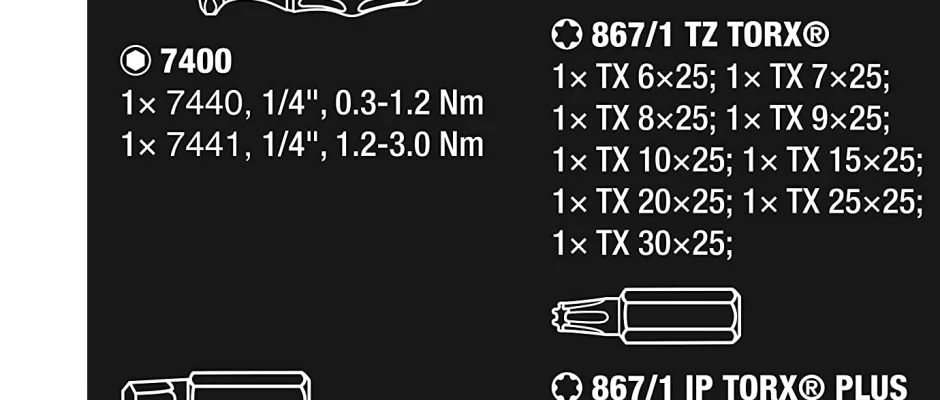 7400
1× 7440, 1/4", 0.3-1.2 Nm
1× 7441, 1/4", 1.2-3.0 Nm
867/1 TZ TORX®
1× TX 6×25; 1× TX 7×25;
1× TX 8×25; 1× TX 9×25;
1× TX 10×25; 1× TX 15×25;
1× TX 20×25; 1× TX 25×25;
1× TX 30×25;
867/1 IP TORX® PLUS